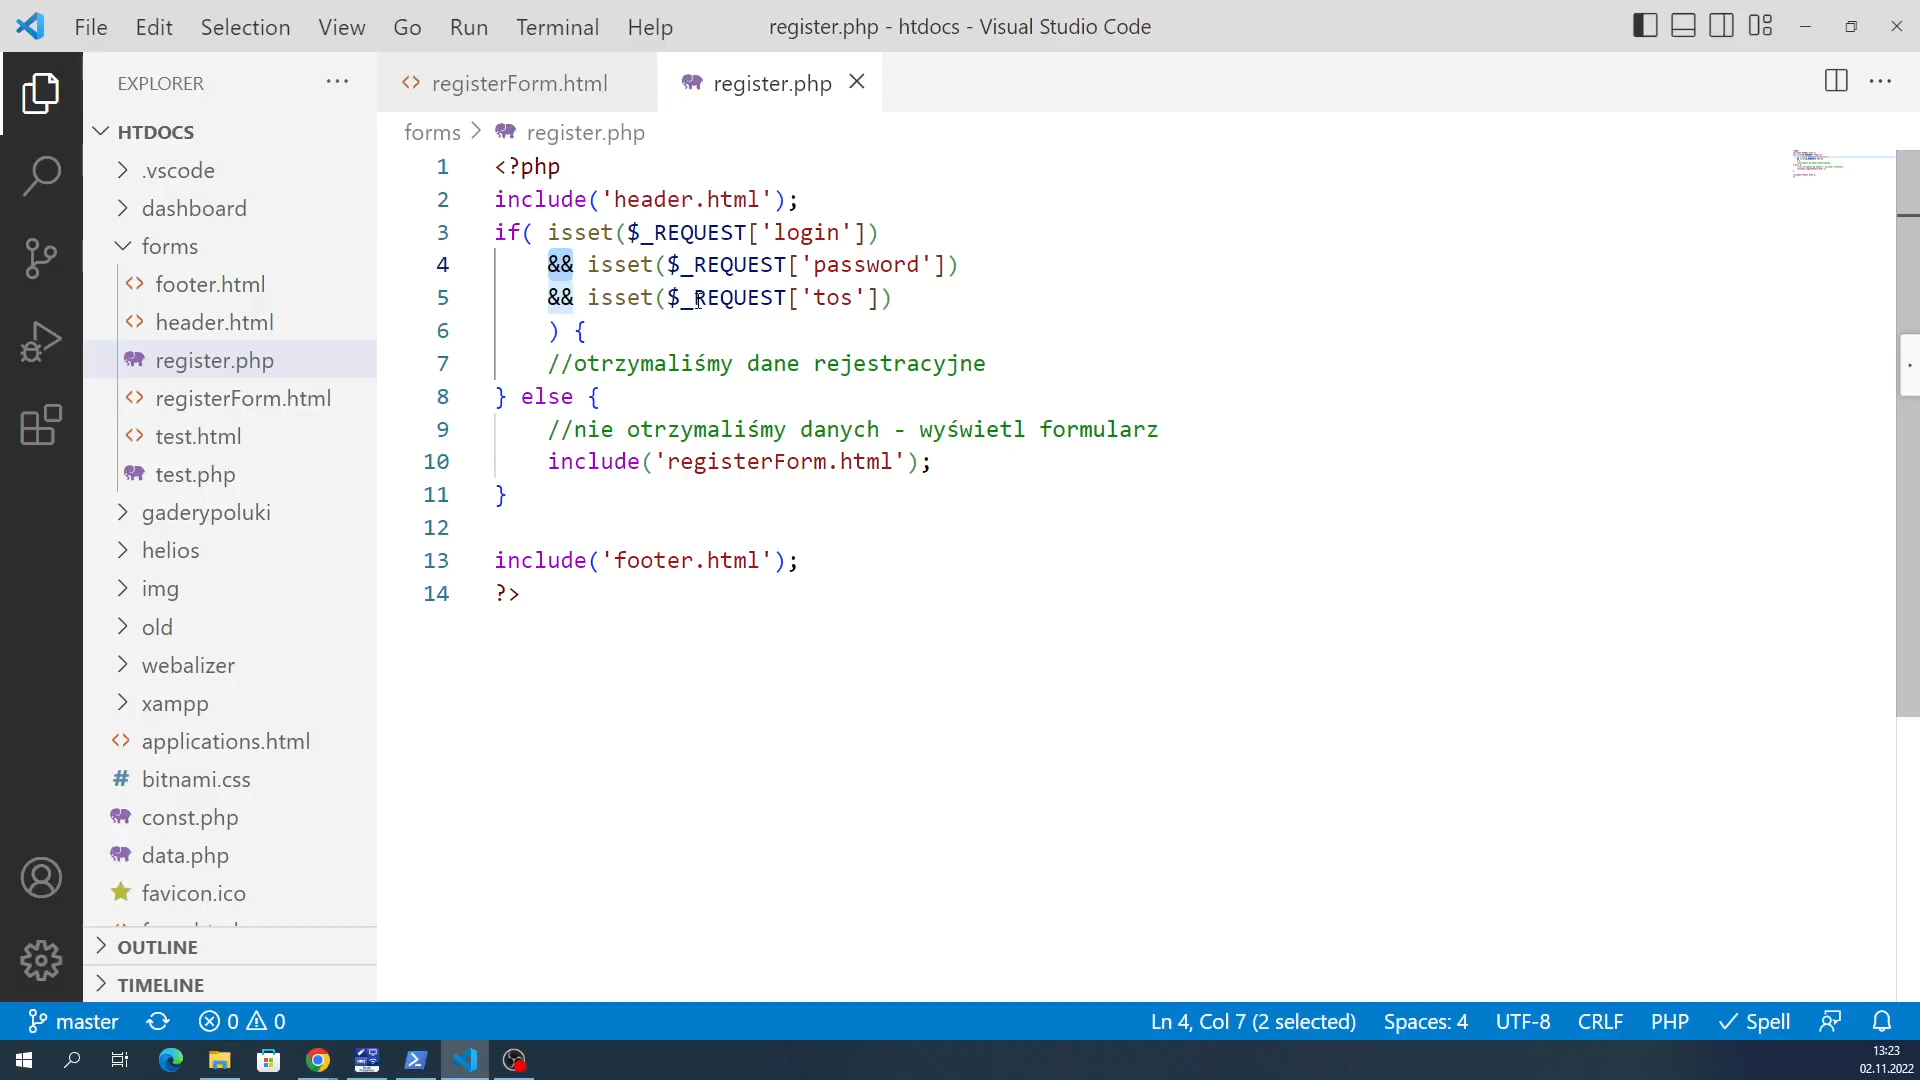 File Edit Selection View Go Run Terminal Help register.php - htdocs - Visual Studio Code
EXPLORER
registerForm.html
register.php
HTDOCS
.vscode
dashboard
forms
footer.html
header.html
register.php
registerForm.html
test.html
test.php
gaderypoluki
helios
img
old
webalizer
xampp
applications.html
bitnami.css
const.php
data.php
favicon.ico
OUTLINE
TIMELINE
forms > register.php
1 <?php
2 include('header.html');
3 if( isset($_REQUEST['login'])
4 && isset($_REQUEST['password'])
5 && isset($_REQUEST['tos'])
6 ) {
7 //otrzymaliśmy dane rejestracyjne
8 } else {
9 //nie otrzymaliśmy danych - wyświetl formularz
10 include('registerForm.html');
11 }
12
13 include('footer.html');
14 ?>
master 0 0 Ln 4, Col 7 (2 selected) Spaces: 4 UTF-8 CRLF PHP Spell
13:23
02.11.2022